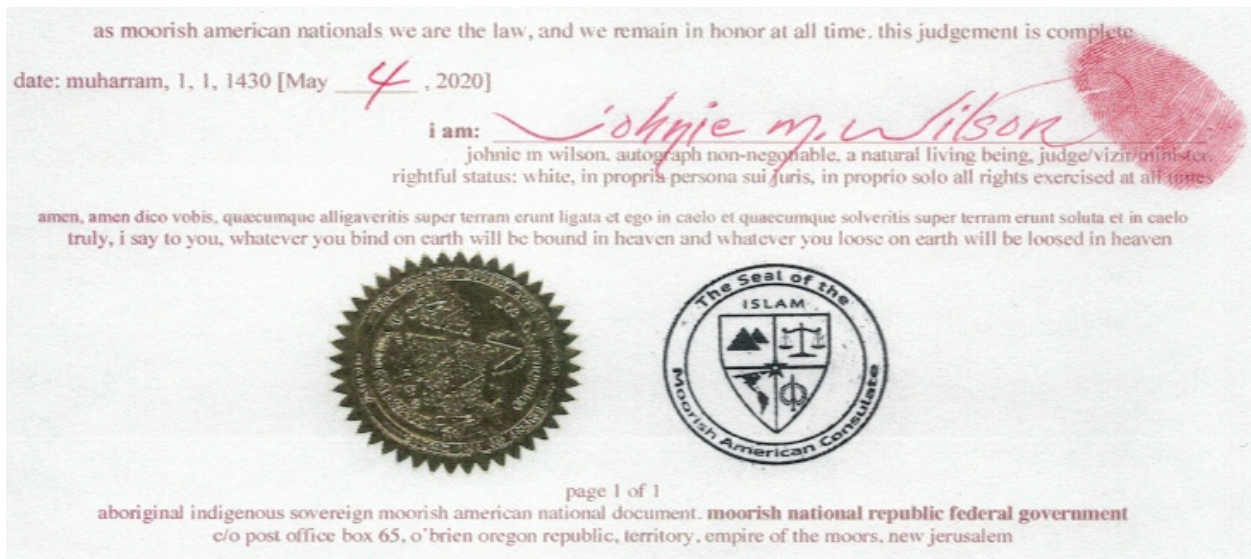 as moorish american nationals we are the law, and we remain in honor at all time. this judgement is complete
date: muharram, 1, 1, 1430 [May 4, 2020]
i am: Johnie m. Wilson
johnie m wilson. autograph non-negotiable, a natural living being, judge/vizir/minister.
rightful status: white, in propria persona sui juris, in proprio solo all rights exercised at all times
amen, amen dico vobis, quaecumque alligaveritis super terram erunt ligata et ego in caelo et quaecumque solveritis super terram erunt soluta et in caelo
truly, i say to you, whatever you bind on earth will be bound in heaven and whatever you loose on earth will be loosed in heaven
The Seal of the
ISLAM
Moorish American Consulate
page 1 of 1
aboriginal indigenous sovereign moorish american national document. moorish national republic federal government
c/o post office box 65, o'brien oregon republic, territory, empire of the moors, new jerusalem